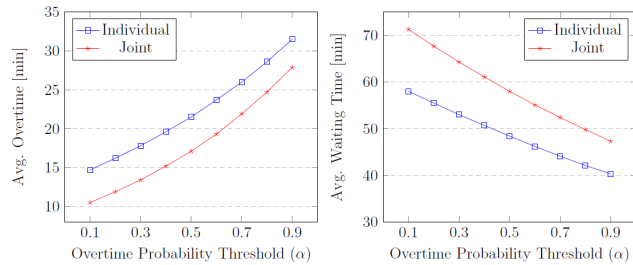 Individual
Joint
35
30
25
20
15
10
0.1 0.3 0.5 0.7 0.9
Overtime Probability Threshold (α)
Avg. Overtime [min]
Individual
Joint
70
60
50
40
30
0.1 0.3 0.5 0.7 0.9
Overtime Probability Threshold (α)
Avg. Waiting Time [min]